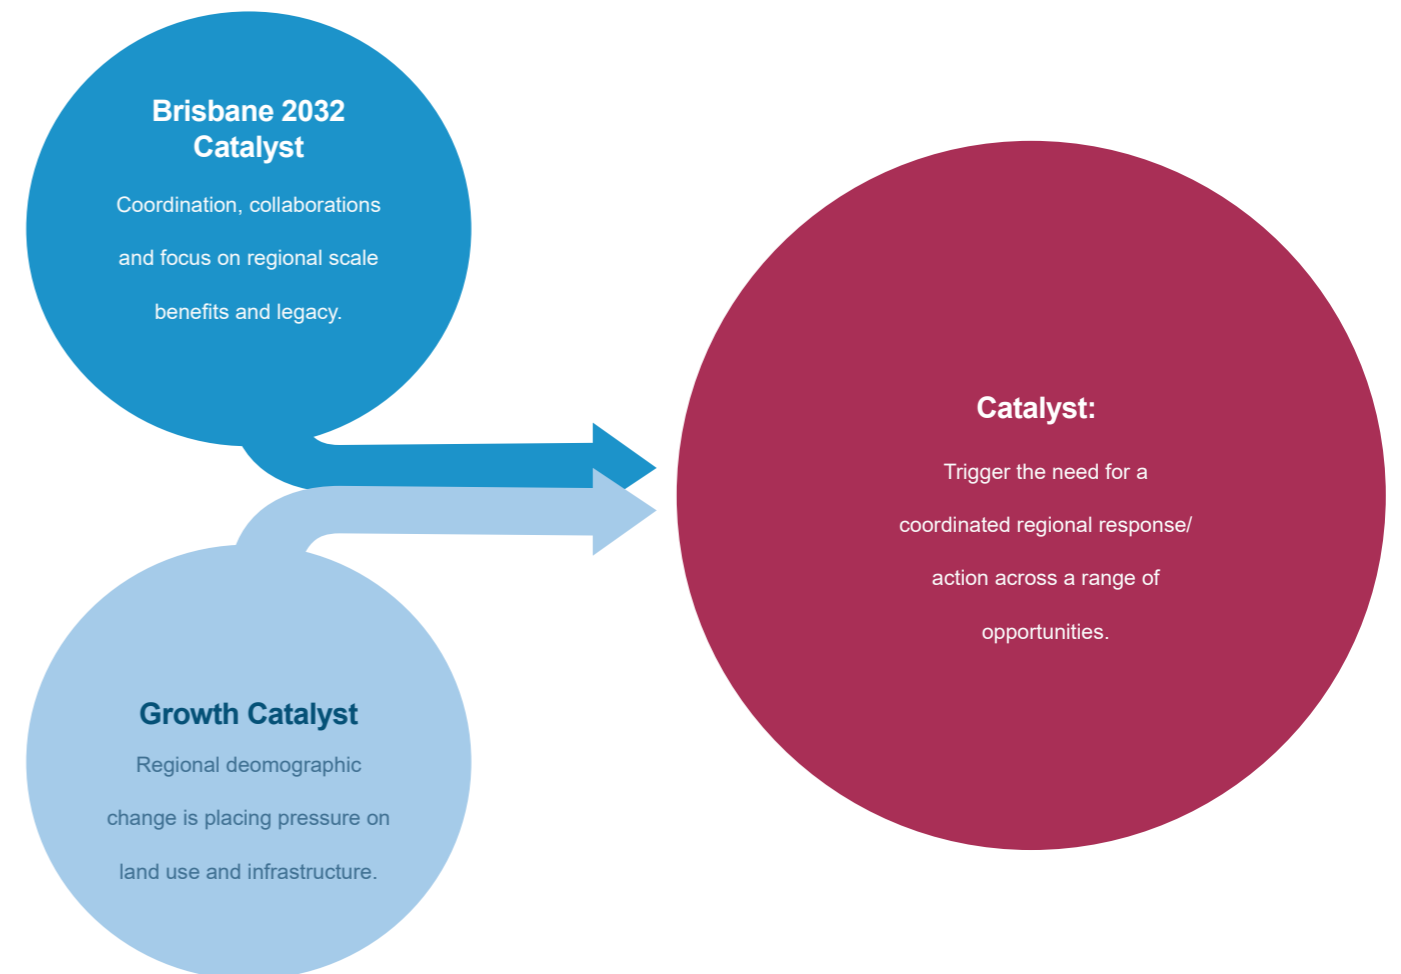 Brisbane 2032
Catalyst
Coordination, collaborations
and focus on regional scale
benefits and legacy.
Growth Catalyst
Regional deomographic
change is placing pressure on
land use and infrastructure.
Catalyst:
Trigger the need for a
coordinated regional response/
action across a range of
opportunities.